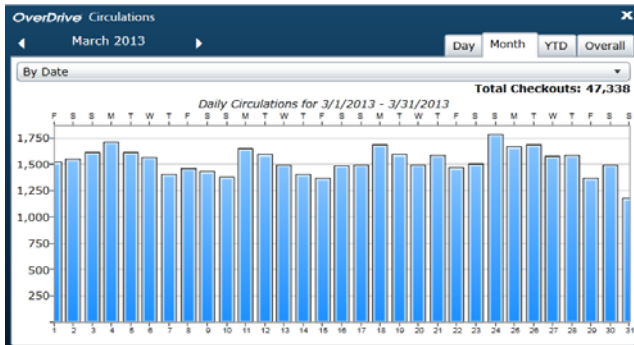 OverDrive Circulations
March 2013
Day Month YTD Overall
By Date
Total Checkouts: 47,338
Daily Circulations for 3/1/2013 - 3/31/2013
F S S M T W T F S S M T W T F S S M T W T F S S M T W T F S S
1,750
1,500
1,250
1,000
750
500
250
1 2 3 4 5 6 7 8 9 10 11 12 13 14 15 16 17 18 19 20 21 22 23 24 25 26 27 28 29 30 31